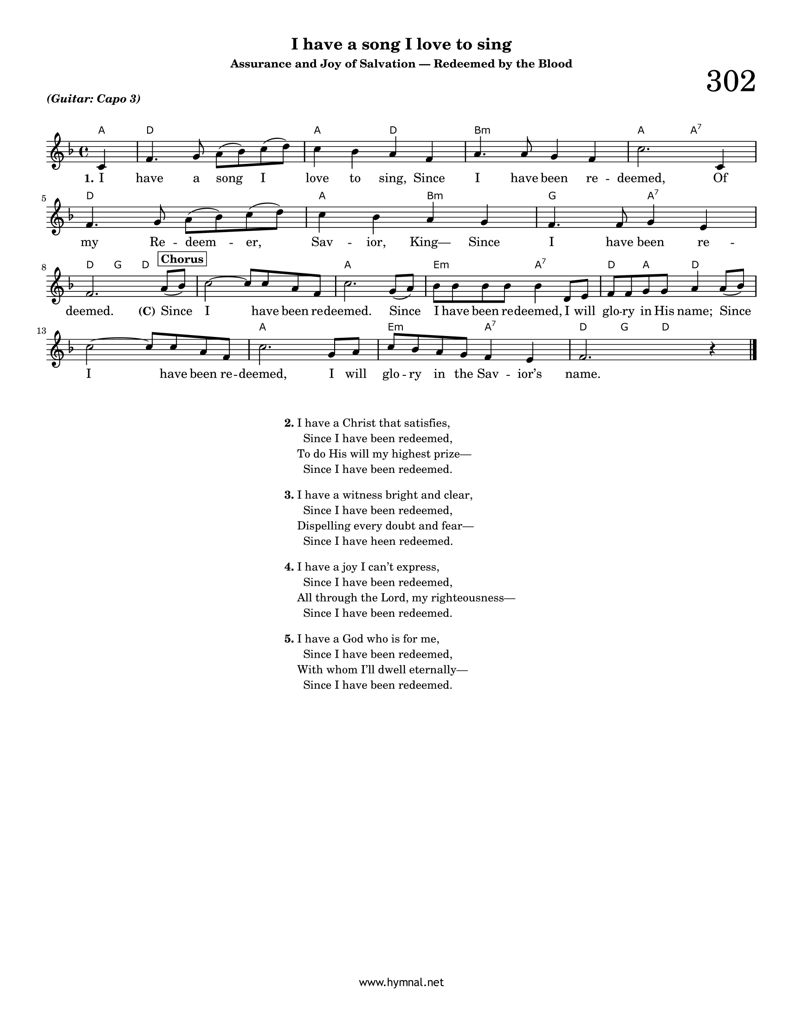 I have a song I love to sing
Assurance and Joy of Salvation — Redeemed by the Blood
302
(Guitar: Capo 3)
A D A D Bm A A7
1. I have a song I love to sing, Since I have been re - deemed, Of
5 D A Bm G A7
my Re - deem - er, Sav - ior, King— Since I have been re -
8 D G D Chorus A Em A7 D A D
deemed. (C) Since I have been redeemed. Since I have been redeemed, I will glo-ry in His name; Since
13 A Em A7 D G D
I have been re-deemed, I will glo - ry in the Sav - ior's name.
2. I have a Christ that satisfies,
Since I have been redeemed,
To do His will my highest prize—
Since I have been redeemed.
3. I have a witness bright and clear,
Since I have been redeemed,
Dispelling every doubt and fear—
Since I have heen redeemed.
4. I have a joy I can't express,
Since I have been redeemed,
All through the Lord, my righteousness—
Since I have been redeemed.
5. I have a God who is for me,
Since I have been redeemed,
With whom I'll dwell eternally—
Since I have been redeemed.
www.hymnal.net